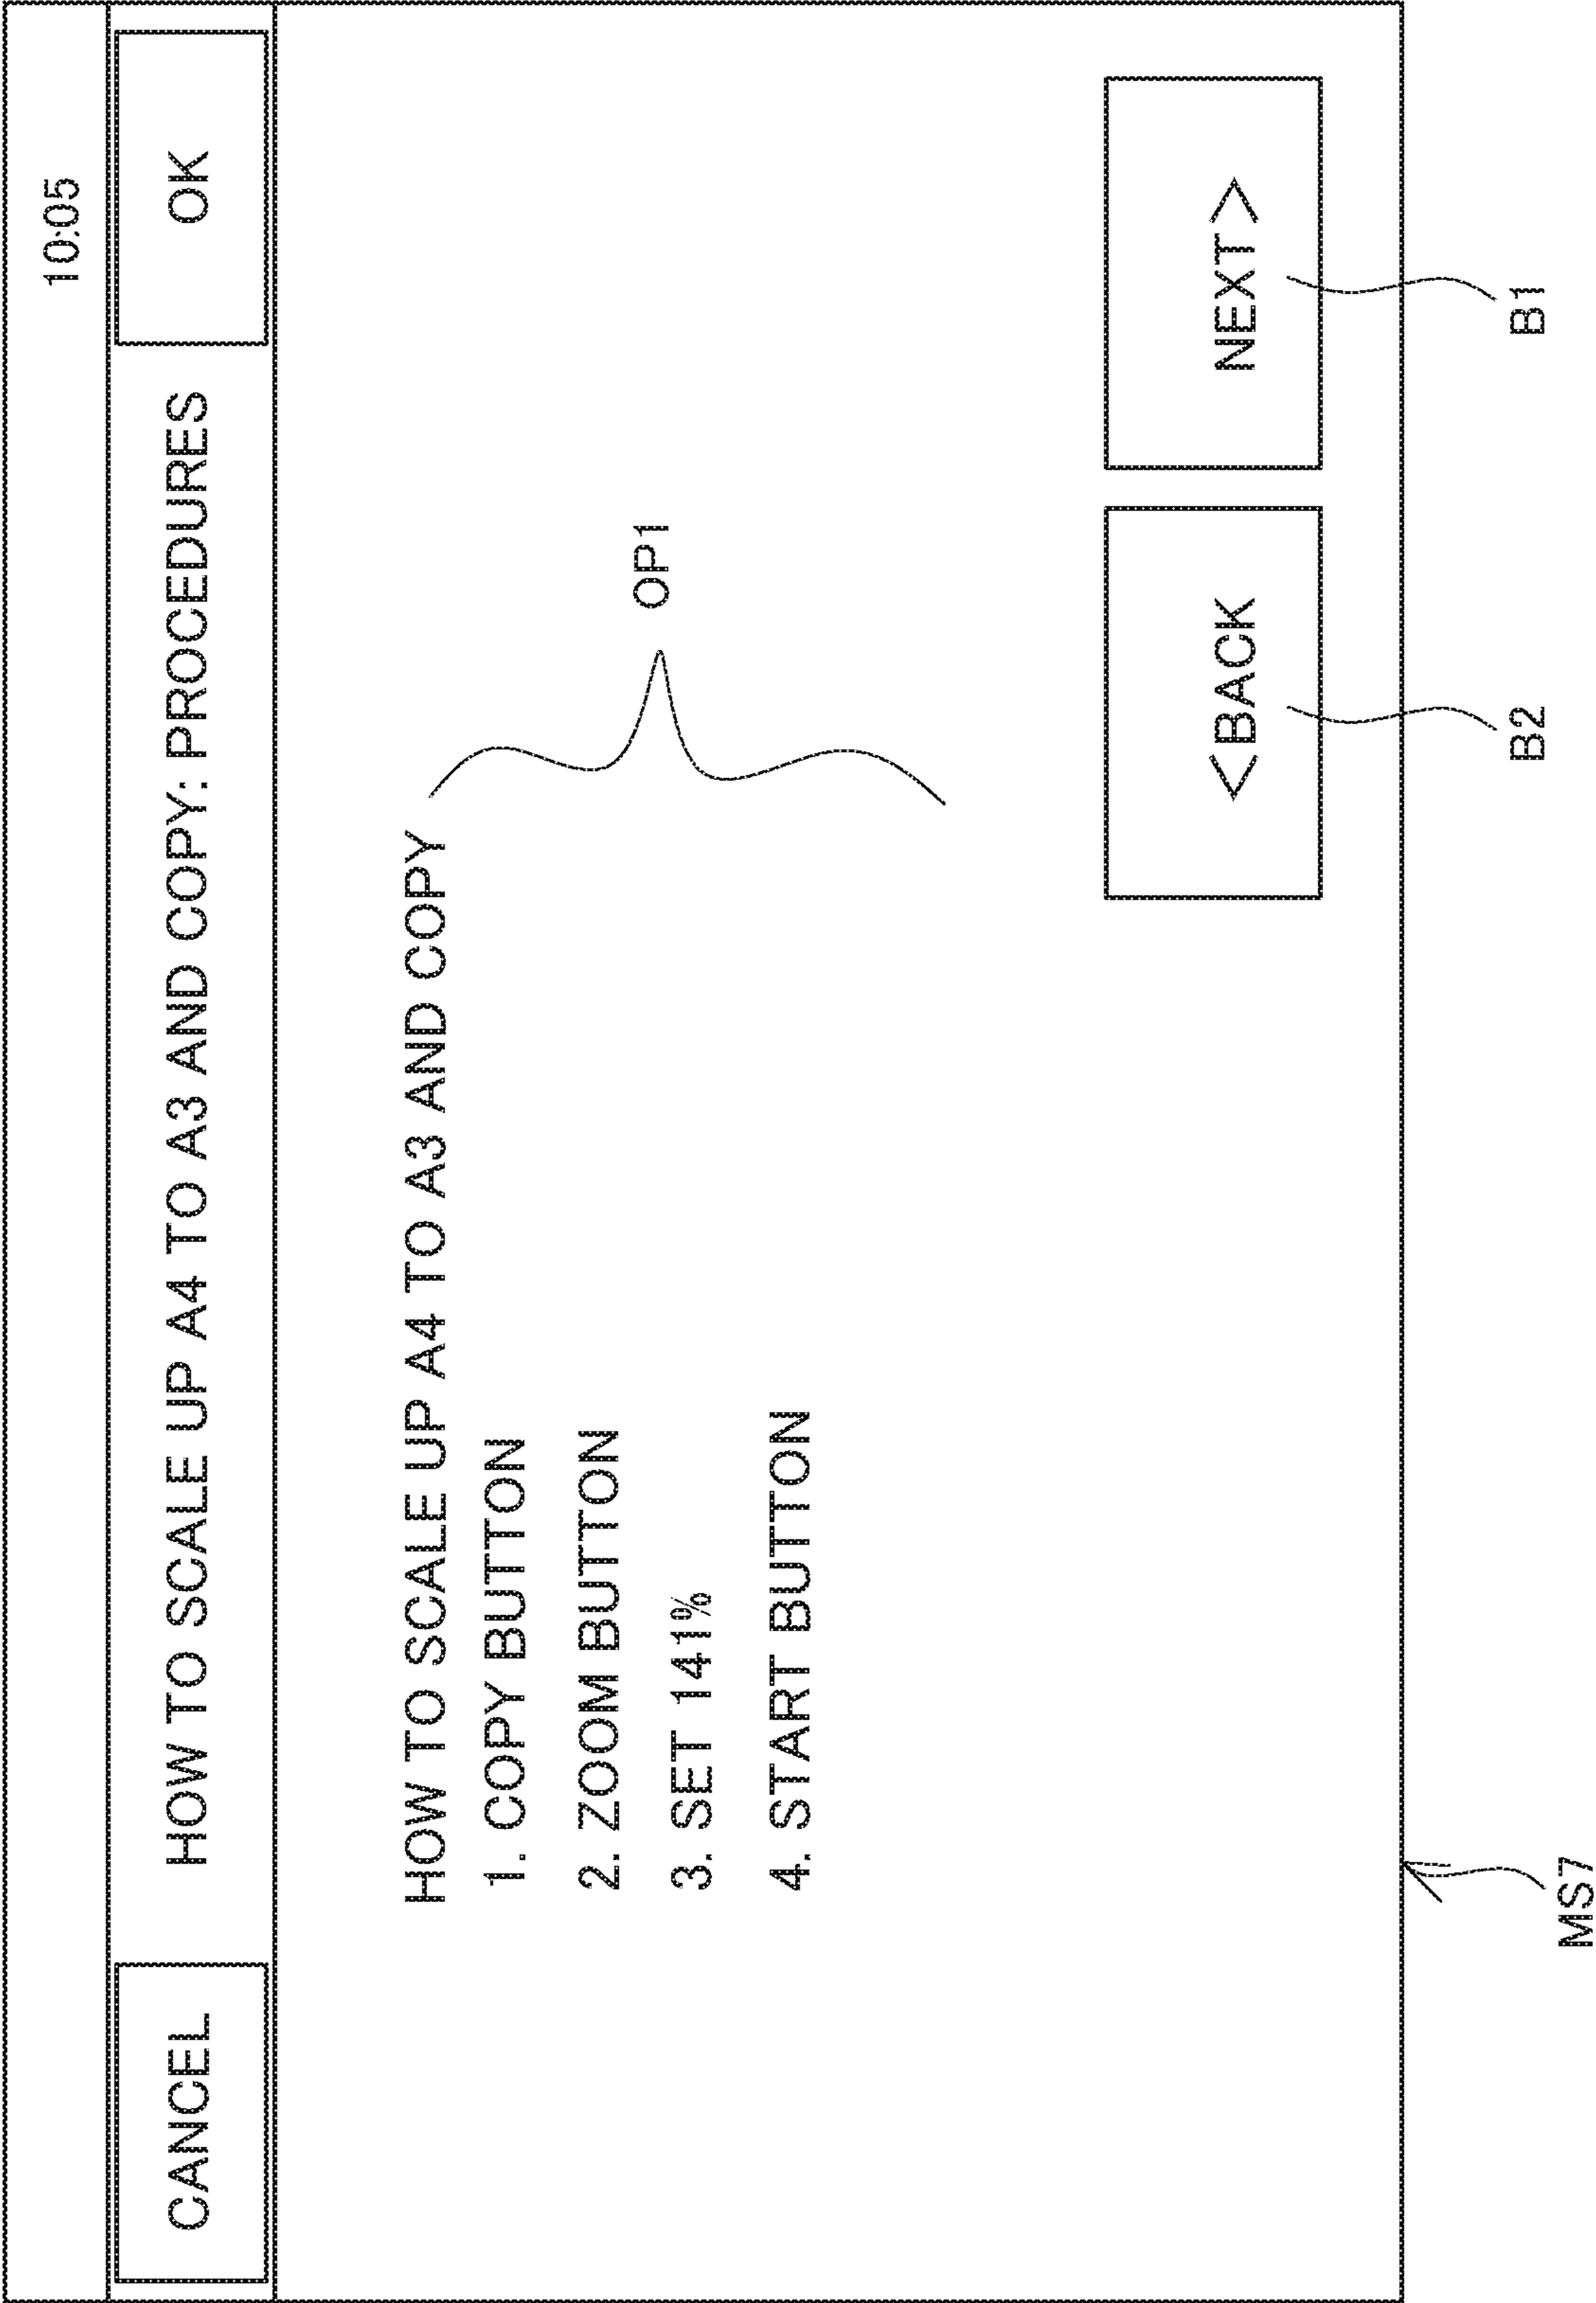 10:05
CANCEL
HOW TO SCALE UP A4 TO A3 AND COPY: PROCEDURES
OK
HOW TO SCALE UP A4 TO A3 AND COPY
1. COPY BUTTON
2. ZOOM BUTTON
3. SET 141%
4. START BUTTON
OP1
<BACK
NEXT>
B2
B1
MS7